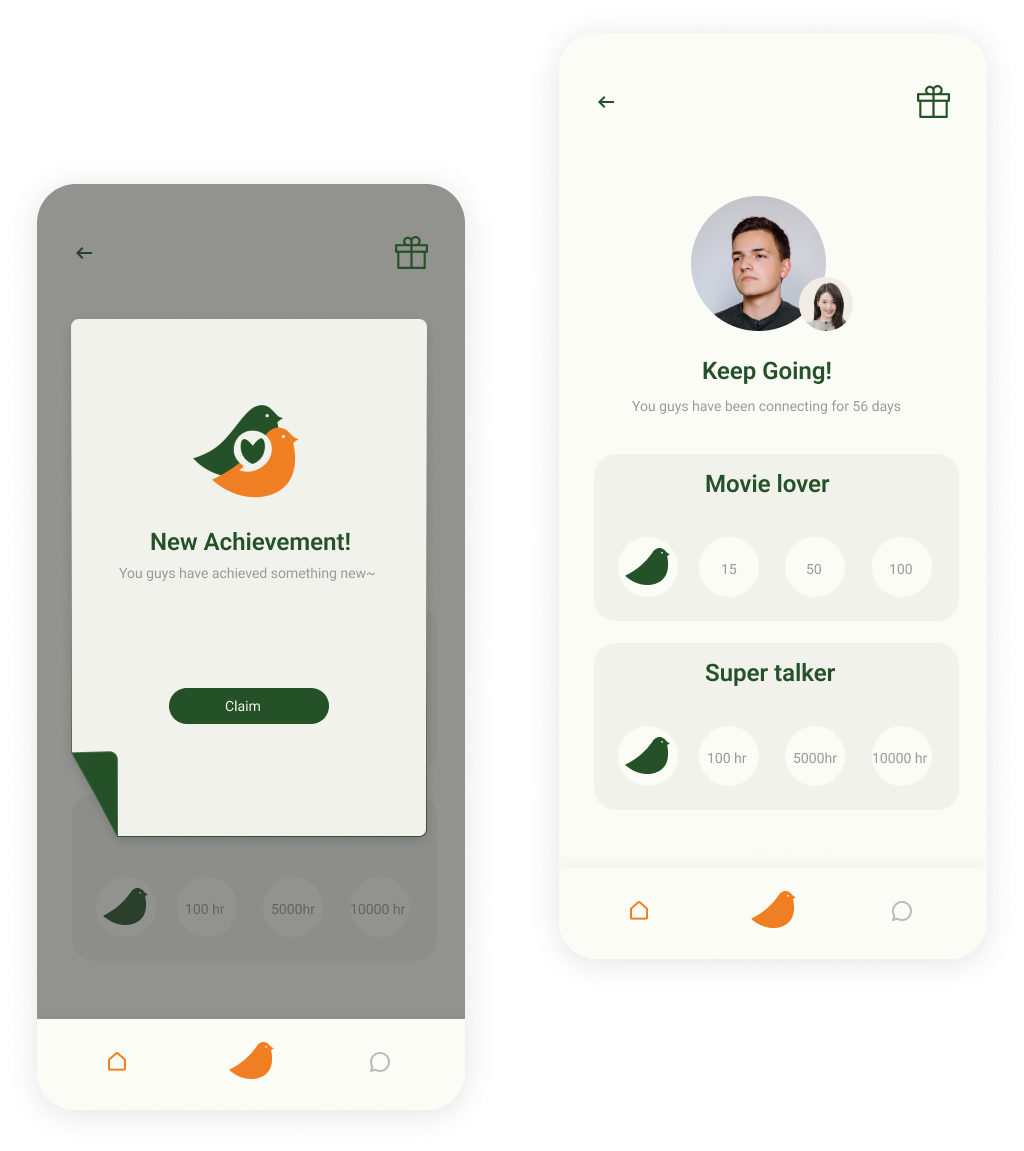 New Achievement!
You guys have achieved something new~
Claim
100 hr
5000hr
10000 hr
Keep Going!
You guys have been connecting for 56 days
Movie lover
15
50
100
Super talker
100 hr
5000hr
10000 hr